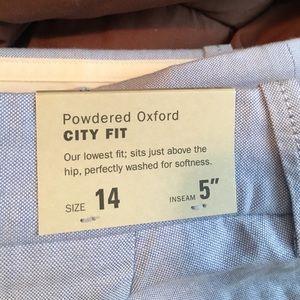 Powdered Oxford
CITY FIT
Our lowest fit; sits just above the
hip, perfectly washed for softness.
SIZE 14 INSEAM 5"